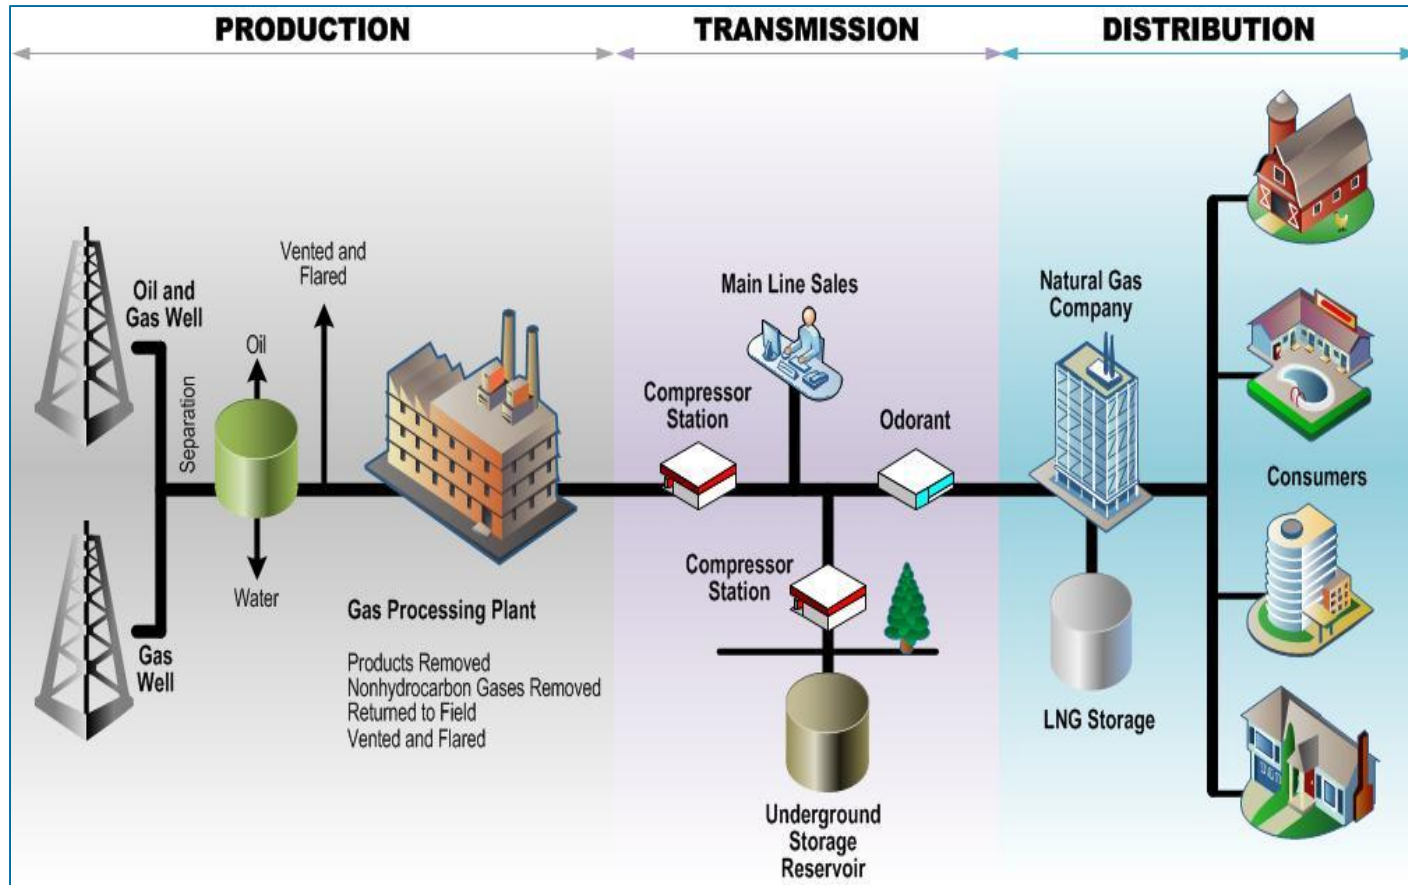 PRODUCTION
TRANSMISSION
DISTRIBUTION
Oil and
Gas Well
Separation
Oil
Water
Vented and
Flared
Gas
Well
Gas Processing Plant
Products Removed
Nonhydrocarbon Gases Removed
Returned to Field
Vented and Flared
Compressor
Station
Main Line Sales
Odorant
Compressor
Station
Underground
Storage
Reservoir
Natural Gas
Company
LNG Storage
Consumers